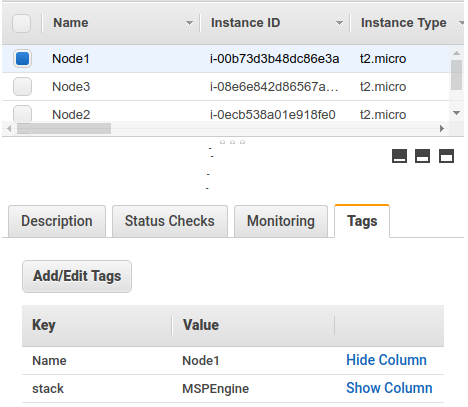 Name Instance ID Instance Type
Node1 i-00b73d3b48dc86e3a t2.micro
Node3 i-08e6e842d86567a... t2.micro
Node2 i-0ecb538a01e918fe0 t2.micro
Description Status Checks Monitoring Tags
Add/Edit Tags
Key Value
Name Node1 Hide Column
stack MSPEngine Show Column